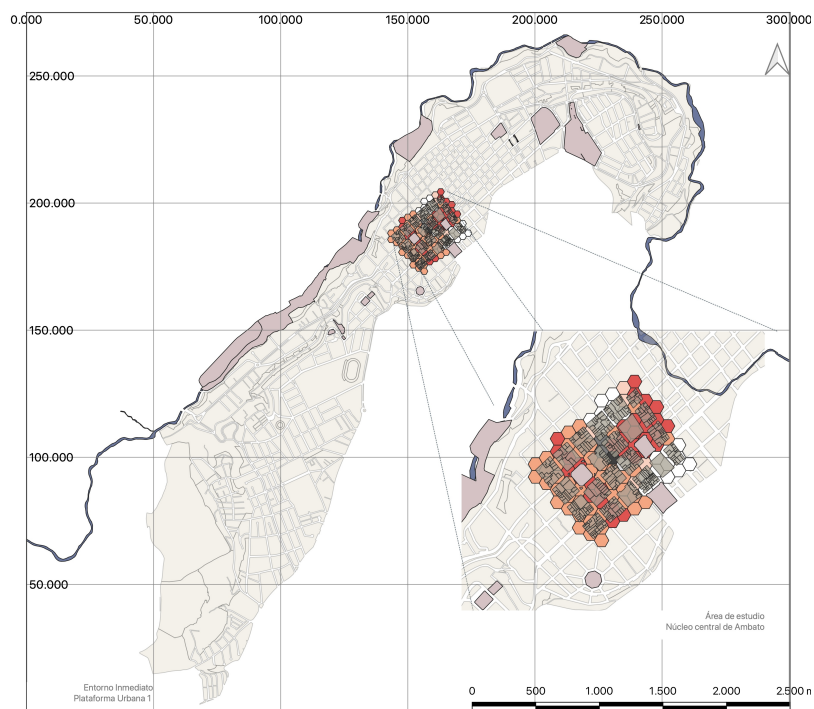 0.000 50.000 100.000 150.000 200.000 250.000 300.000
250.000
200.000
150.000
100.000
50.000
Área de estudio
Núcleo central de Ambato
Entorno Inmediato
Plataforma Urbana 1
0 500 1.000 1.500 2.000 2.500 m